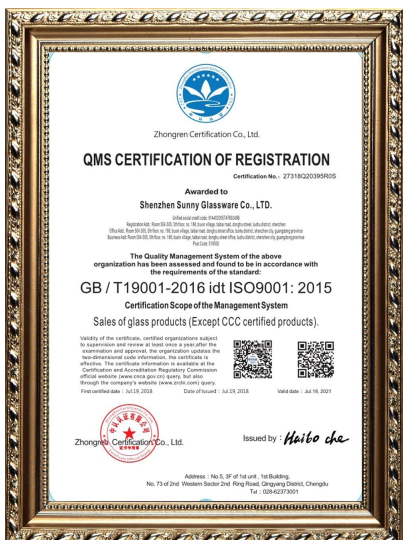 Zhongren Certification Co., Ltd.
QMS CERTIFICATION OF REGISTRATION
Certification No.: 27318Q20395R0S
Awarded to
Shenzhen Sunny Glassware Co., LTD.
The Quality Management System of the above
organization has been assessed and found to be in accordance with
the requirements of the standard:
GB / T19001-2016 idt ISO9001: 2015
Certification Scope of the Management System
Sales of glass products (Except CCC certified products).
Validity of the certificate, certified organizations subject
to supervision and review at least once a year,after the
examination and approval, the organization updates the
two-dimensional code information, the certificate is
effective. The certificate information is available at the
Certification and Accreditation Regulatory Commission
official website (www.cnca.gov.cn) query, but also
through the company's website (www.zrcln.com) query.
First certified date : Jul.19, 2018 Date of Issued : Jul.19, 2018 Valid date : Jul.18, 2021
Zhongren Certification Co., Ltd.
Issued by : Haibo che
Address : No.5, 3F of 1st unit , 1st Building,
No. 73 of 2nd Western Sector 2nd Ring Road, Qingyang District, Chengdu
Tel : 028-62373001